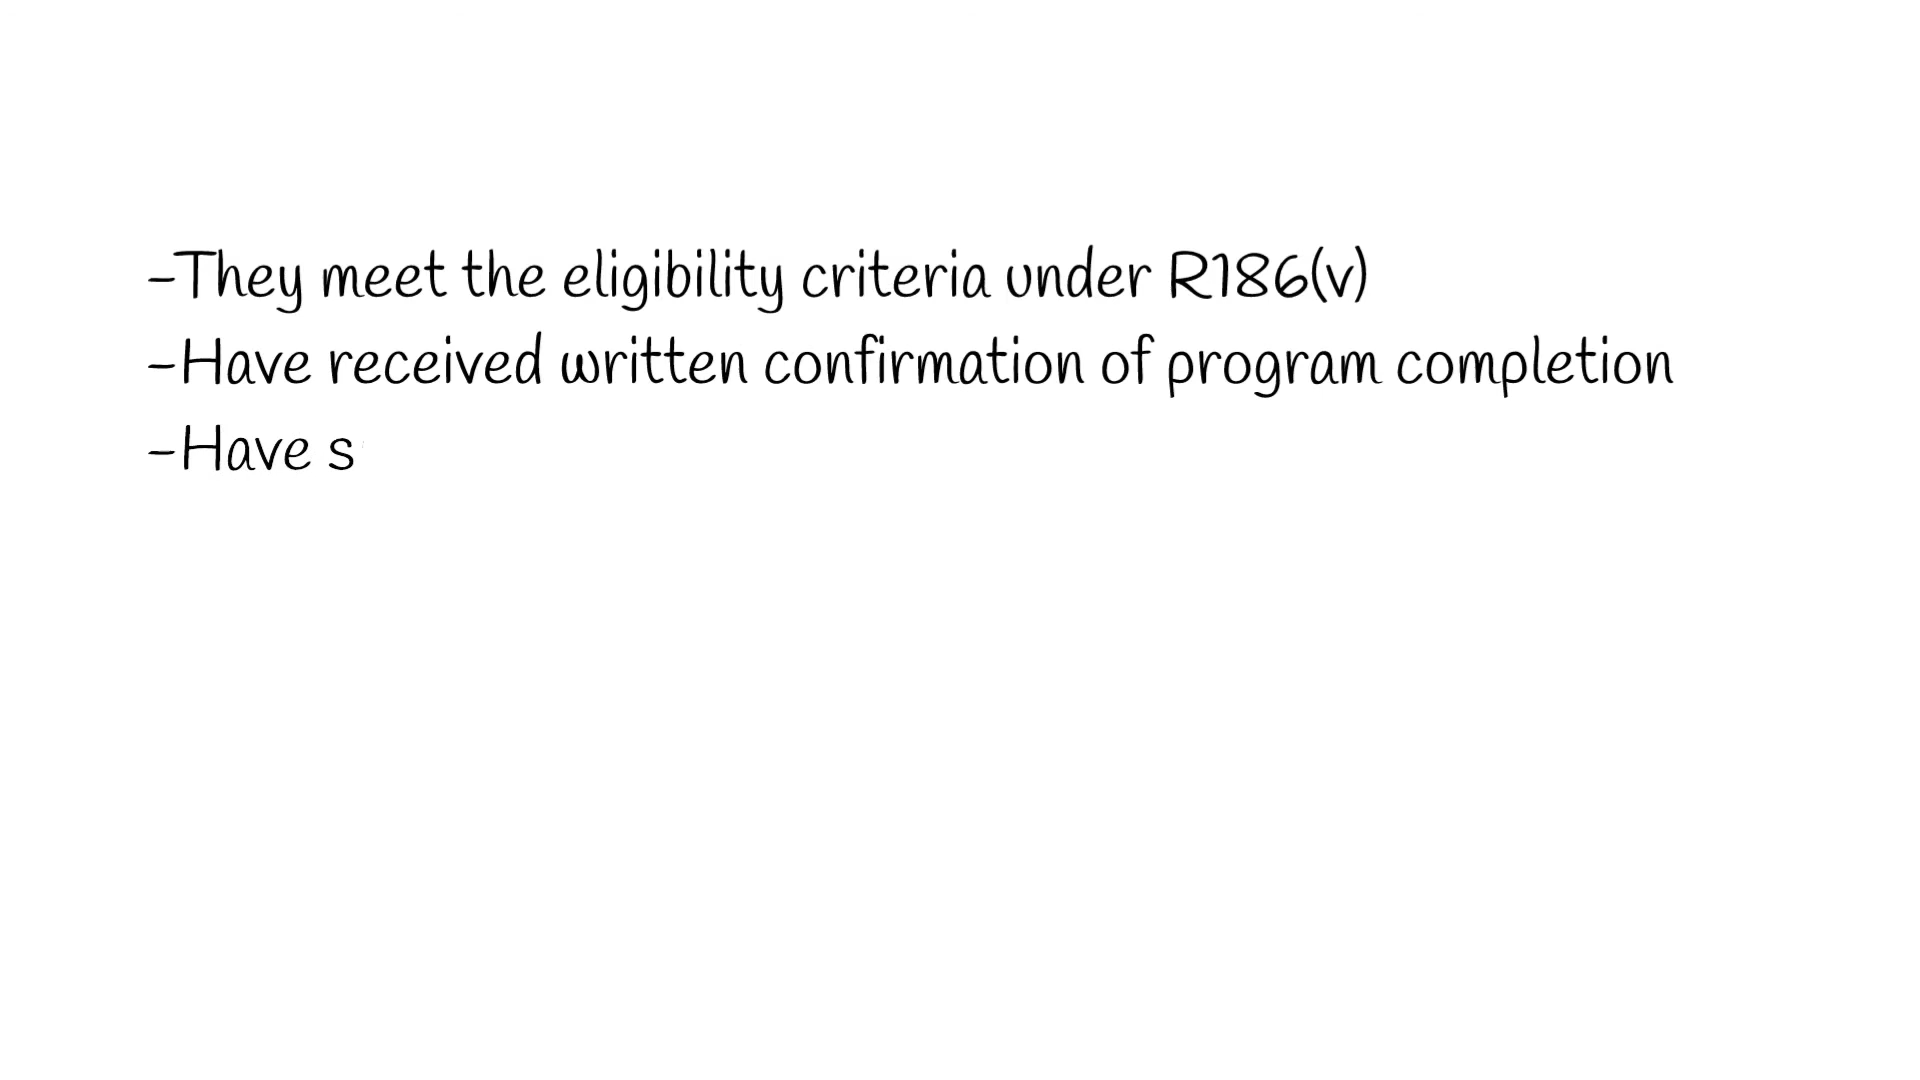 -They meet the eligibility criteria under R186(v)
-Have received written confirmation of program completion
-Have s